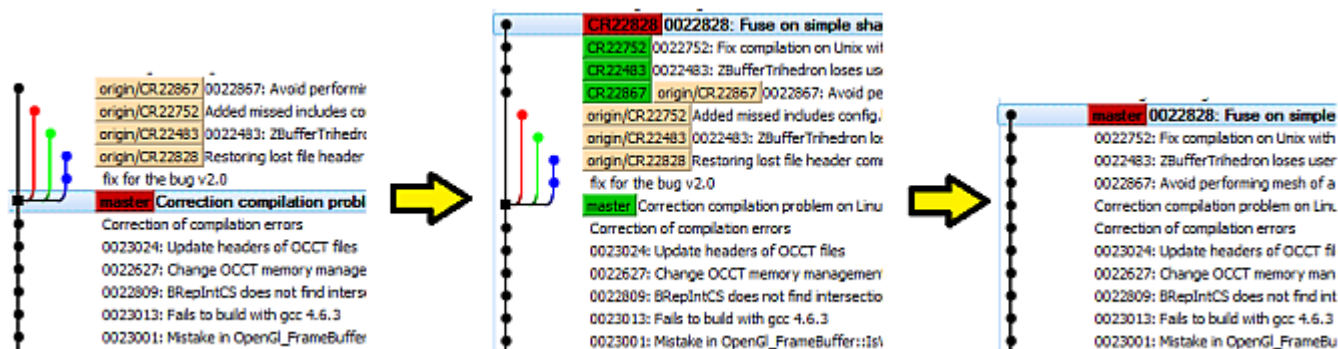 origin/CR22867 0022867: Avoid performin
origin/CR22752 Added missed includes co
origin/CR22483 0022483: ZBufferTrihedro
origin/CR22828 Restoring lost file header
fix for the bug v2.0
master Correction compilation probl
Correction of compilation errors
0023024: Update headers of OCCT files
0022627: Change OCCT memory manage
0022809: BRepIntCS does not find inters
0023013: Fails to build with gcc 4.6.3
0023001: Mistake in OpenGl_FrameBuffer
CR22828 0022828: Fuse on simple sha
CR22752 0022752: Fix compilation on Unix wit
CR22483 0022483: ZBufferTrihedron loses use
CR22867 origin/CR22867 0022867: Avoid pe
origin/CR22752 Added missed includes config.
origin/CR22483 0022483: ZBufferTrihedron lo
origin/CR22828 Restoring lost file header com
fix for the bug v2.0
master Correction compilation problem on Linu
Correction of compilation errors
0023024: Update headers of OCCT files
0022627: Change OCCT memory management
0022809: BRepIntCS does not find intersectio
0023013: Fails to build with gcc 4.6.3
0023001: Mistake in OpenGl_FrameBuffer::IsV
master 0022828: Fuse on simple
0022752: Fix compilation on Unix with
0022483: ZBufferTrihedron loses user
0022867: Avoid performing mesh of a
Correction compilation problem on Linu
Correction of compilation errors
0023024: Update headers of OCCT fil
0022627: Change OCCT memory man
0022809: BRepIntCS does not find int
0023013: Fails to build with gcc 4.6.3
0023001: Mistake in OpenGl_FrameBu